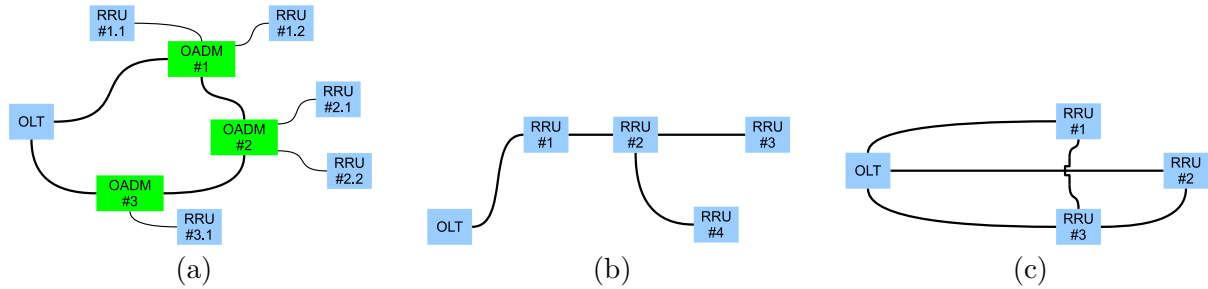 RRU
#1.1
RRU
#1.2
OADM
#1
RRU
#2.1
OLT
OADM
#2
RRU
#2.2
OADM
#3
RRU
#3.1
(a)
RRU
#1
RRU
#2
RRU
#3
OLT
RRU
#4
(b)
RRU
#1
OLT
RRU
#2
RRU
#3
(c)